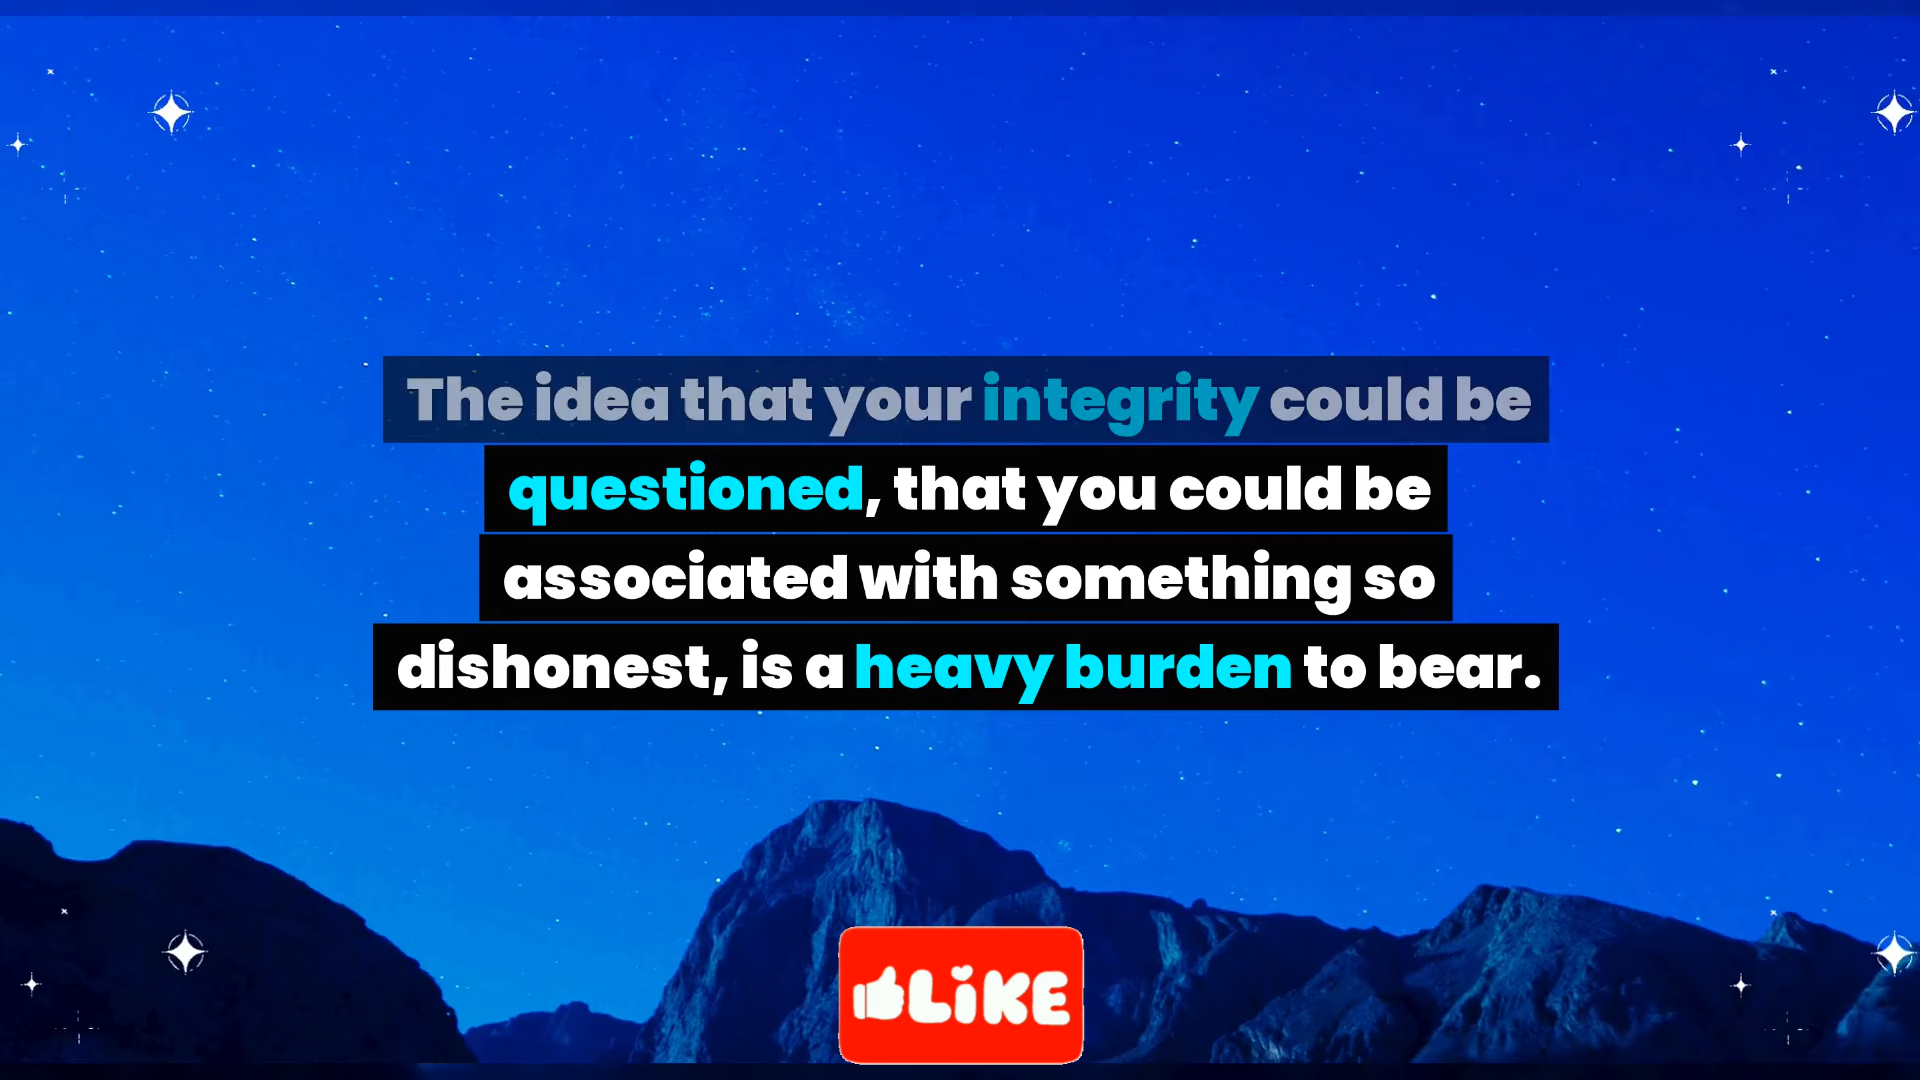 The idea that your integrity could be
questioned, that you could be
associated with something so
dishonest, is a heavy burden to bear.
LiKE